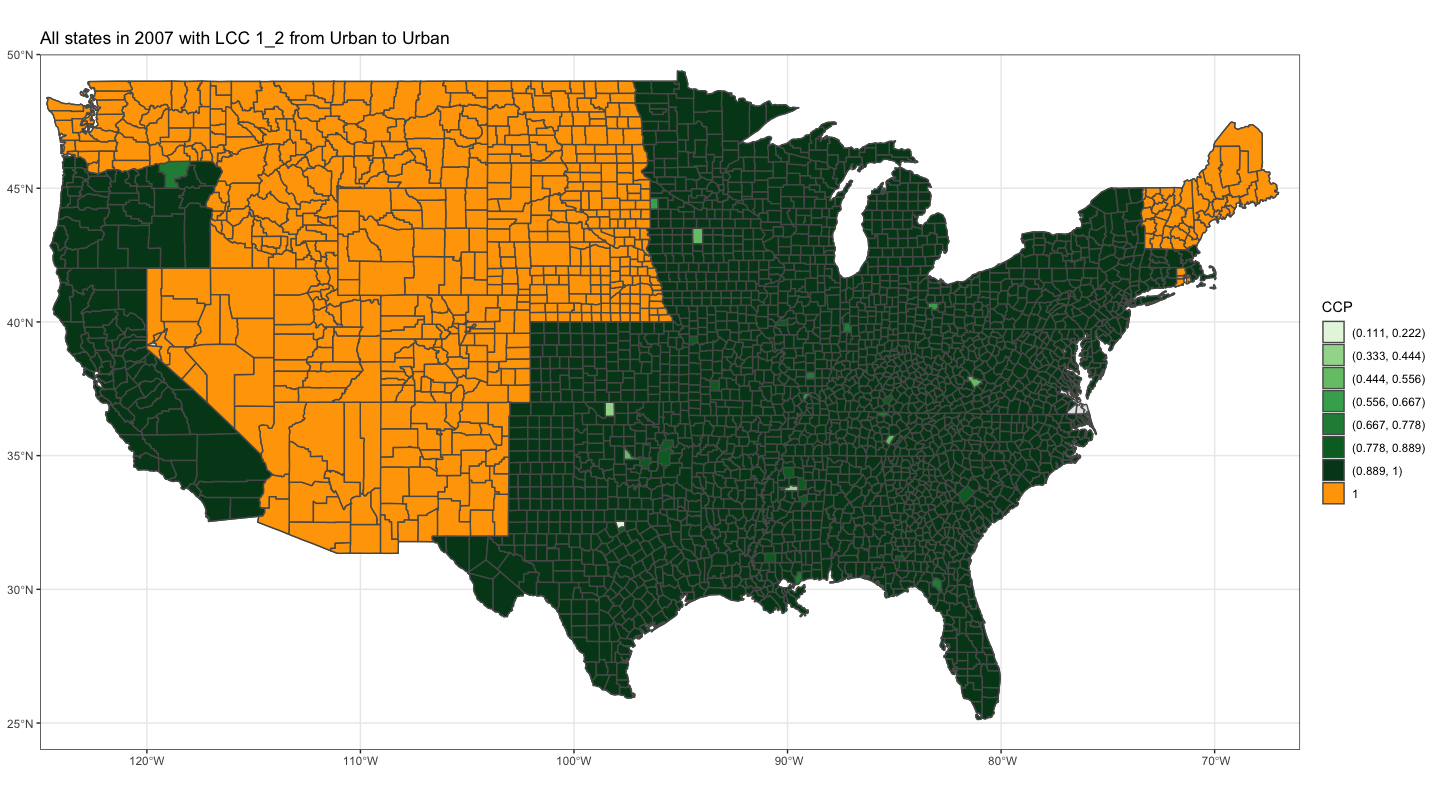 All states in 2007 with LCC 1_2 from Urban to Urban
50°N
45°N
40°N
35°N
30°N
25°N
120°W
110°W
100°W
90°W
80°W
70°W
CCP
(0.111, 0.222)
(0.333, 0.444)
(0.444, 0.556)
(0.556, 0.667)
(0.667, 0.778)
(0.778, 0.889)
(0.889, 1)
1